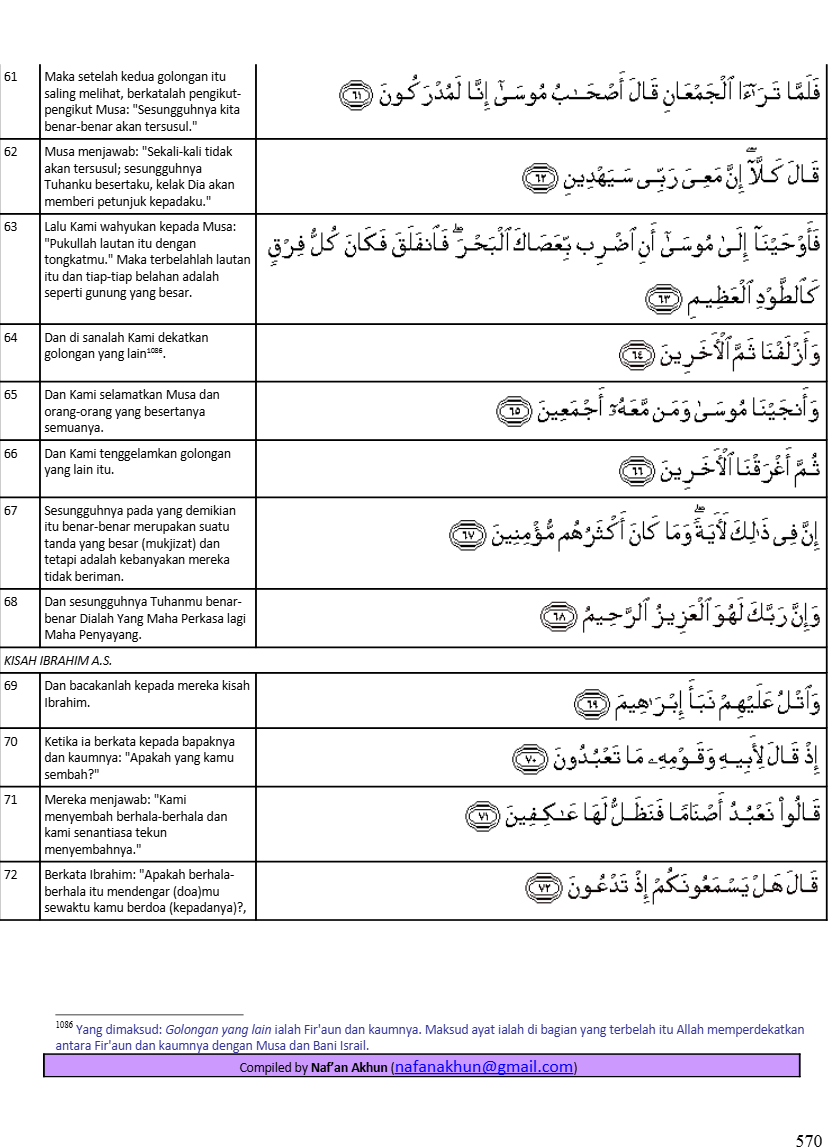 61
Maka setelah kedua golongan itu
saling melihat, berkatalah pengikut-
pengikut Musa: "Sesungguhnya kita
benar-benar akan tersusul."
فَلَمَّا تَرَٰٓءَا ٱلْجَمْعَانِ قَالَ أَصْحَـٰبُ مُوسَىٰٓ إِنَّا لَمُدْرَكُونَ ٦١
62
Musa menjawab: "Sekali-kali tidak
akan tersusul; sesungguhnya
Tuhanku besertaku, kelak Dia akan
memberi petunjuk kepadaku."
قَالَ كَلَّآ ۖ إِنَّ مَعِىَ رَبِّى سَيَهْدِينِ ٦٢
63
Lalu Kami wahyukan kepada Musa:
"Pukullah lautan itu dengan
tongkatmu." Maka terbelahlah lautan
itu dan tiap-tiap belahan adalah
seperti gunung yang besar.
فَأَوْحَيْنَآ إِلَىٰ مُوسَىٰٓ أَنِ ٱضْرِب بِّعَصَاكَ ٱلْبَحْرَ ۖ فَٱنفَلَقَ فَكَانَ كُلُّ فِرْقٍ
كَٱلطَّوْدِ ٱلْعَظِيمِ ٦٣
64
Dan di sanalah Kami dekatkan
golongan yang lain1086.
وَأَزْلَفْنَا ثَمَّ ٱلْأَخَرِينَ ٦٤
65
Dan Kami selamatkan Musa dan
orang-orang yang besertanya
semuanya.
وَأَنجَيْنَا مُوسَىٰ وَمَن مَّعَهُۥٓ أَجْمَعِينَ ٦٥
66
Dan Kami tenggelamkan golongan
yang lain itu.
ثُمَّ أَغْرَقْنَا ٱلْأَخَرِينَ ٦٦
67
Sesungguhnya pada yang demikian
itu benar-benar merupakan suatu
tanda yang besar (mukjizat) dan
tetapi adalah kebanyakan mereka
tidak beriman.
إِنَّ فِى ذَٰلِكَ لَأَيَةً ۖ وَمَا كَانَ أَكْثَرُهُم مُّؤْمِنِينَ ٦٧
68
Dan sesungguhnya Tuhanmu benar-
benar Dialah Yang Maha Perkasa lagi
Maha Penyayang.
وَإِنَّ رَبَّكَ لَهُوَ ٱلْعَزِيزُ ٱلرَّحِيمُ ٦٨
KISAH IBRAHIM A.S.
69
Dan bacakanlah kepada mereka kisah
Ibrahim.
وَٱتْلُ عَلَيْهِمْ نَبَأَ إِبْرَٰهِيمَ ٦٩
70
Ketika ia berkata kepada bapaknya
dan kaumnya: "Apakah yang kamu
sembah?"
إِذْ قَالَ لِأَبِيهِ وَقَوْمِهِۦ مَا تَعْبُدُونَ ٧٠
71
Mereka menjawab: "Kami
menyembah berhala-berhala dan
kami senantiasa tekun
menyembahnya."
قَالُوا۟ نَعْبُدُ أَصْنَامًا فَنَظَلُّ لَهَا عَـٰكِفِينَ ٧١
72
Berkata Ibrahim: "Apakah berhala-
berhala itu mendengar (doa)mu
sewaktu kamu berdoa (kepadanya)?,
قَالَ هَلْ يَسْمَعُونَكُمْ إِذْ تَدْعُونَ ٧٢
1086 Yang dimaksud: Golongan yang lain ialah Fir'aun dan kaumnya. Maksud ayat ialah di bagian yang terbelah itu Allah memperdekatkan
antara Fir'aun dan kaumnya dengan Musa dan Bani Israil.
Compiled by Naf'an Akhun (nafanakhun@gmail.com)
570